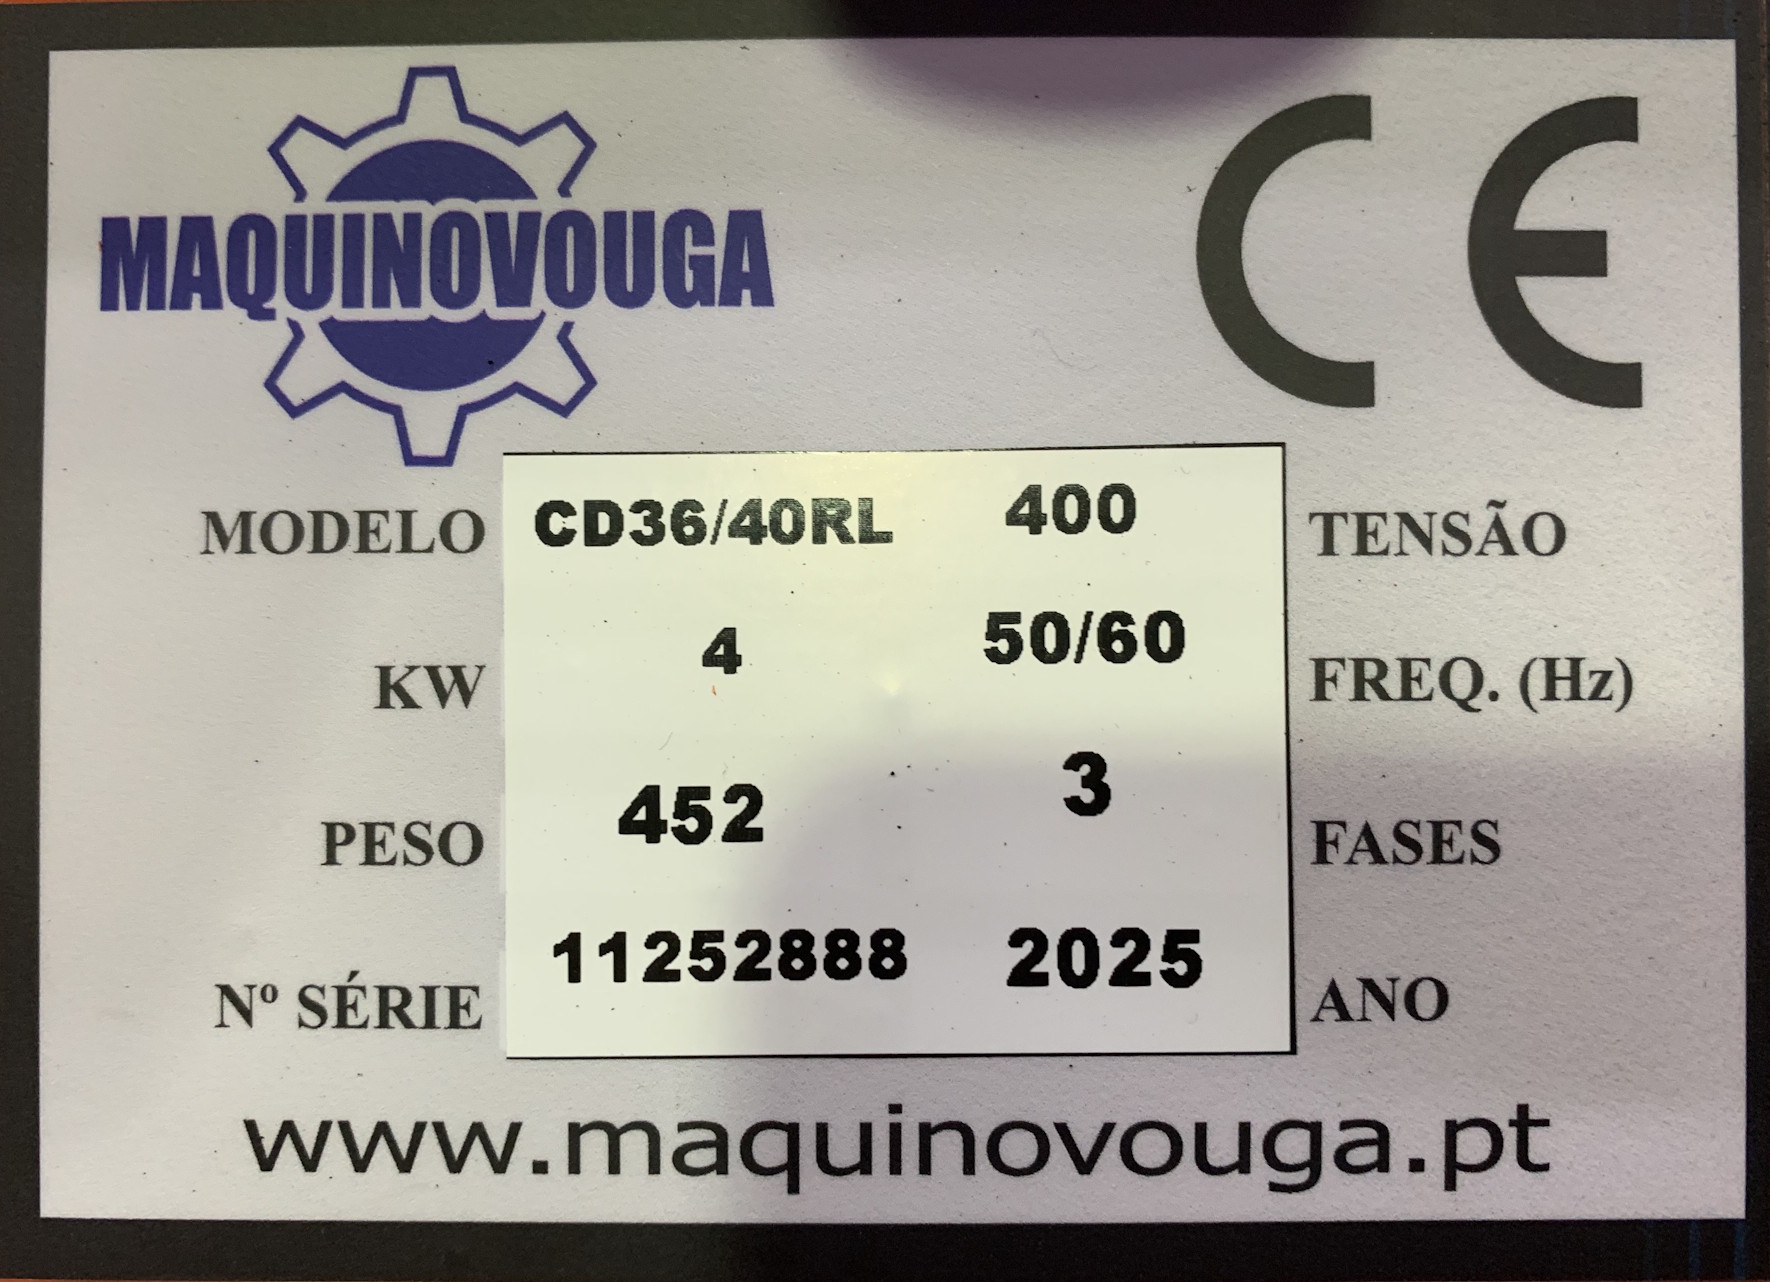 MAQUINOVOUGA
CE
MODELO CD36/40RL 400 TENSÃO
KW 4 50/60 FREQ. (Hz)
PESO 452 3 FASES
Nº SÉRIE 11252888 2025 ANO
www.maquinovouga.pt